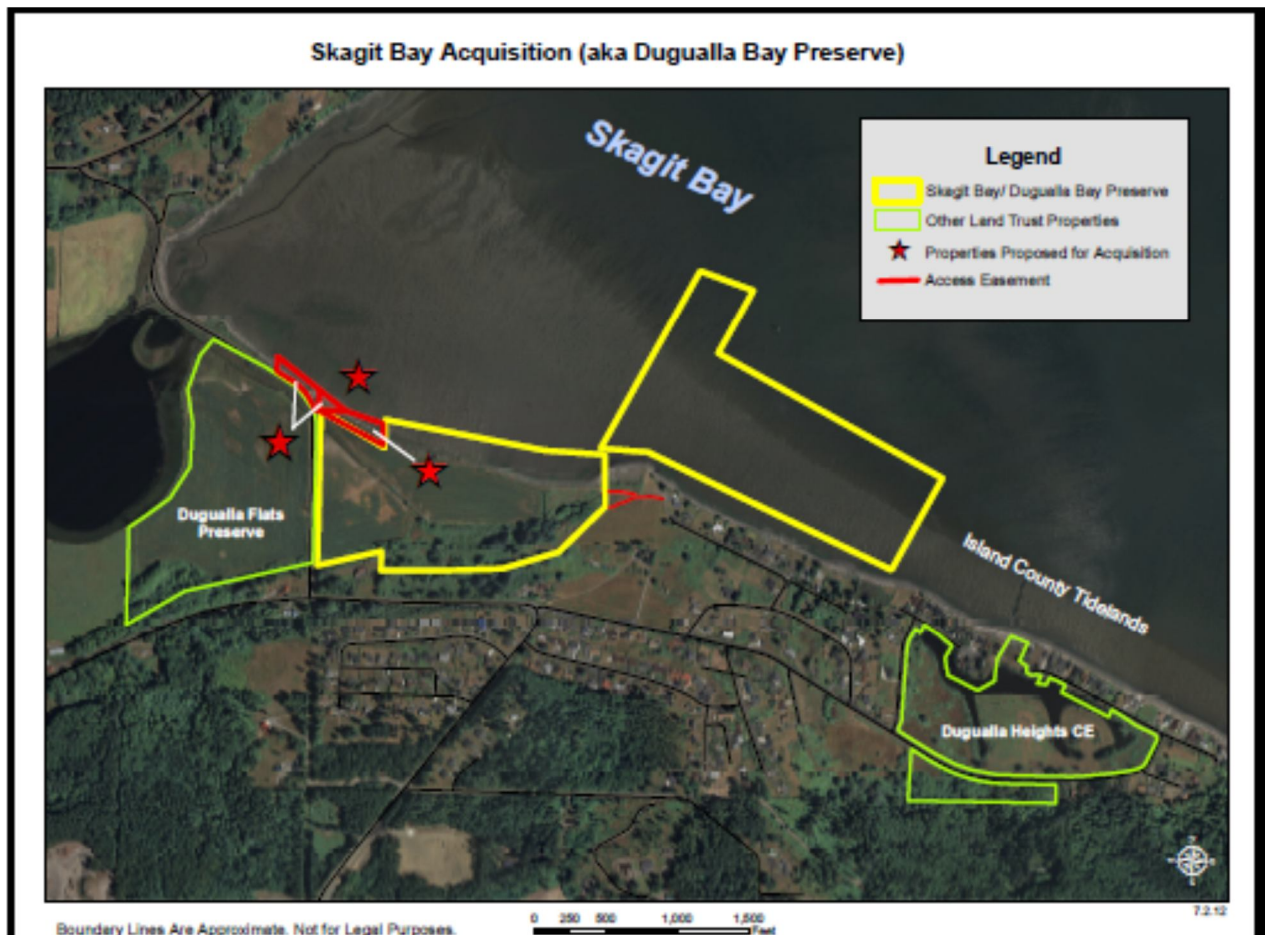 Skagit Bay Acquisition (aka Dugualla Bay Preserve)
Skagit Bay
Legend
Skagit Bay/ Dugualla Bay Preserve
Other Land Trust Properties
Properties Proposed for Acquisition
Access Easement
Dugualla Flats
Preserve
Island County Tidelands
Dugualla Heights CE
7.2.12
0 250 500 1,000 1,500
Feet
Boundary Lines Are Approximate. Not for Legal Purposes.